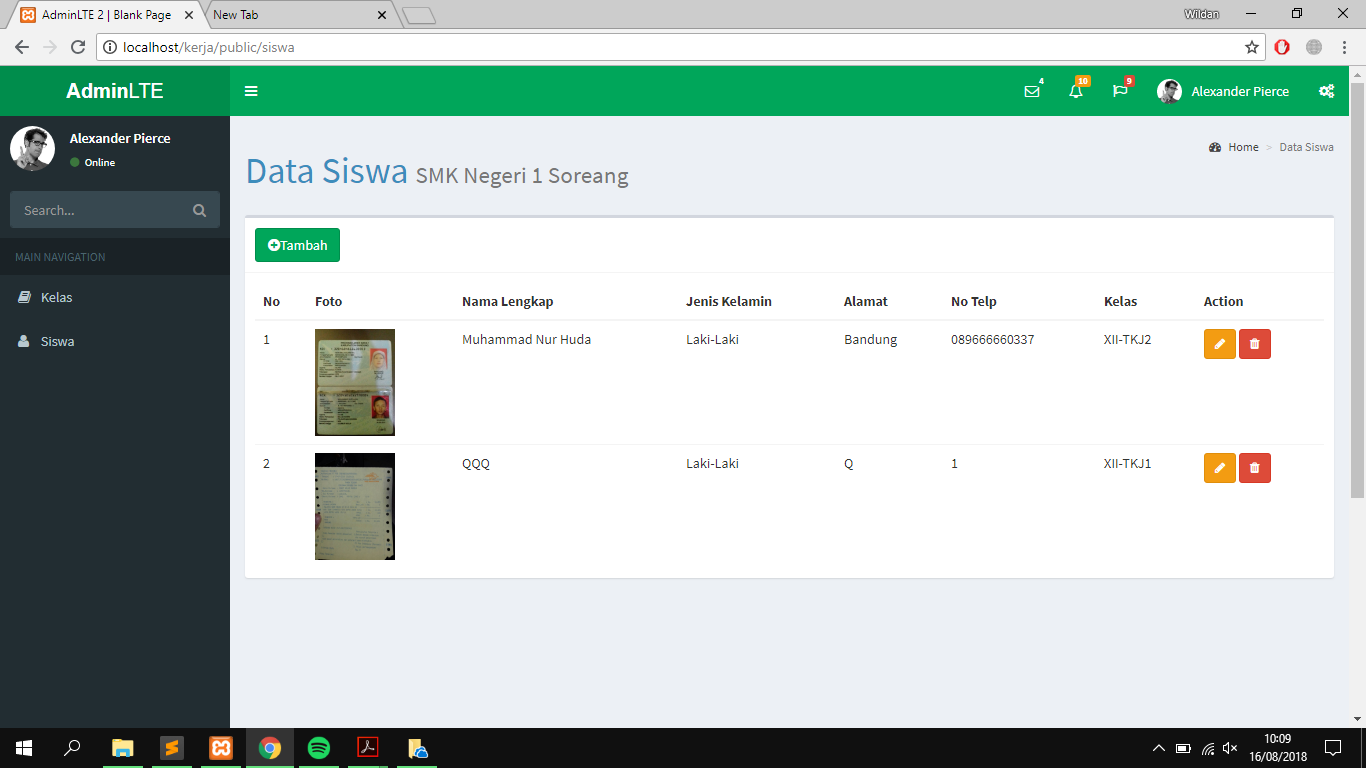 AdminLTE 2 | Blank Page
New Tab
Wildan
localhost/kerja/public/siswa
AdminLTE
4
10
9
Alexander Pierce
Alexander Pierce
Online
Search...
MAIN NAVIGATION
Kelas
Siswa
Home > Data Siswa
Data Siswa SMK Negeri 1 Soreang
Tambah
No Foto Nama Lengkap Jenis Kelamin Alamat No Telp Kelas Action
1 Muhammad Nur Huda Laki-Laki Bandung 089666660337 XII-TKJ2
2 QQQ Laki-Laki Q 1 XII-TKJ1
10:09
16/08/2018